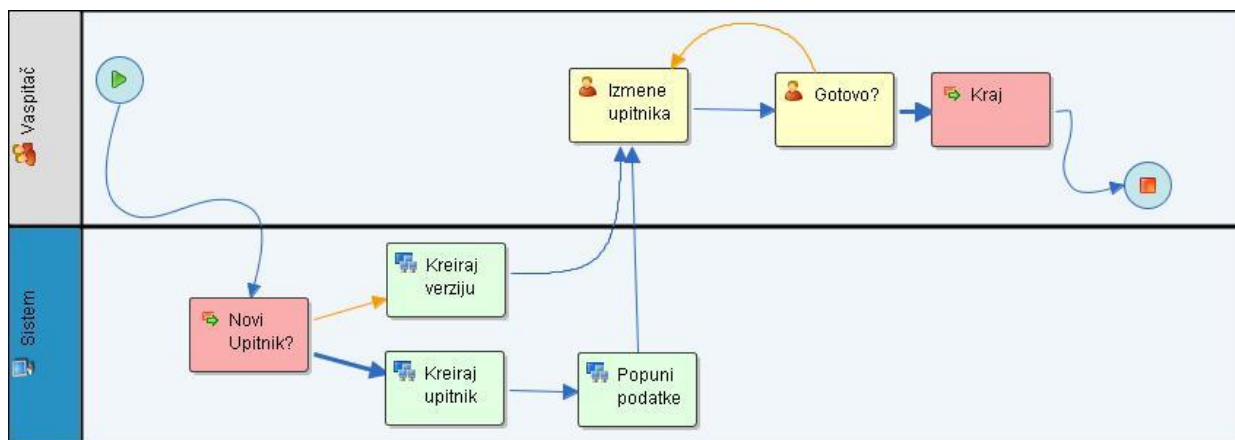 Vaspitač
Izmene
upitnika
Gotovo?
Kraj
Sistem
Novi
Upitnik?
Kreiraj
verziju
Kreiraj
upitnik
Popuni
podatke